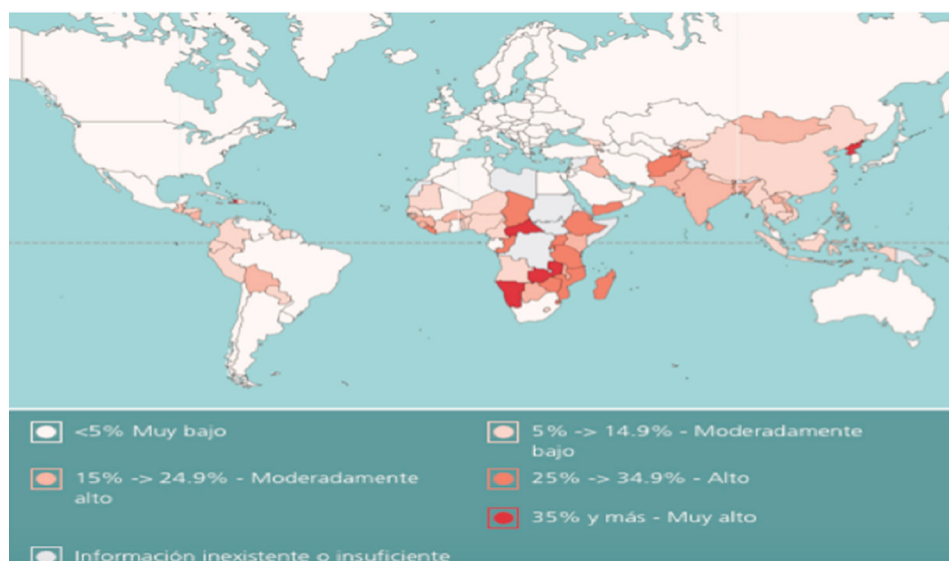 <5% Muy bajo
5% -> 14.9% - Moderadamente
bajo
15% -> 24.9% - Moderadamente
alto
25% -> 34.9% - Alto
35% y más - Muy alto
Información inexistente o insuficiente